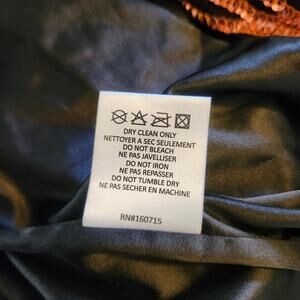 DRY CLEAN ONLY
NETTOYER A SEC SEULEMENT
DO NOT BLEACH
NE PAS JAVELLISER
DO NOT IRON
NE PAS REPASSER
DO NOT TUMBLE DRY
NE PAS SECHER EN MACHINE
RN#160715